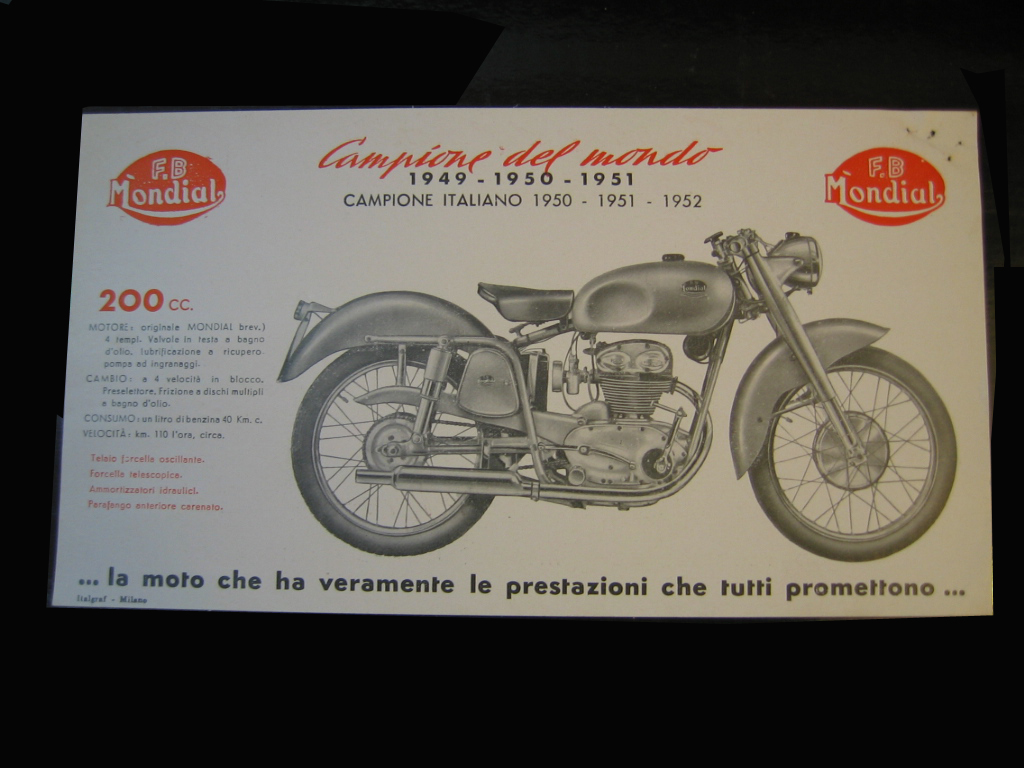 F.B
Mondial
Campione del mondo
1949 - 1950 - 1951
CAMPIONE ITALIANO 1950 - 1951 - 1952
F.B
Mondial
Mondial
200 cc.
MOTORE: originale MONDIAL brev.)
4 tempi. Valvole in testa a bagno
d'olio. lubrificazione a ricupero
pompa ad ingranaggi.
CAMBIO: a 4 velocità in blocco.
Preselettore, Frizione a dischi multipli
a bagno d'olio.
CONSUMO: un litro di benzina 40 Km. c.
VELOCITÀ: km. 110 l'ora, circa.
Telaio forcella oscillante.
Forcella telescopica.
Ammortizzatori idraulici.
Parafango anteriore carenato.
... la moto che ha veramente le prestazioni che tutti promettono ...
Italgraf - Milano